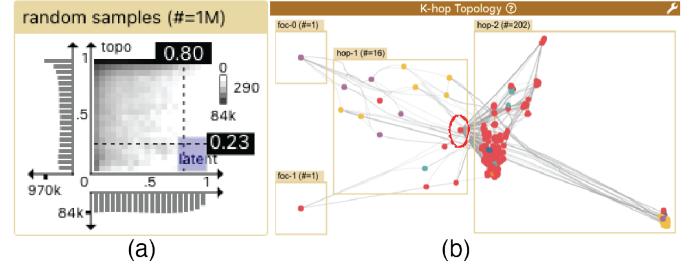 random samples (#=1M)
topo
0.80
1
0
290
84k
.5
0.23
latent
970k
0
.5
1
84k
(a)
K-hop Topology ?
foc-0 (#=1)
hop-1 (#=16)
hop-2 (#=202)
foc-1 (#=1)
(b)